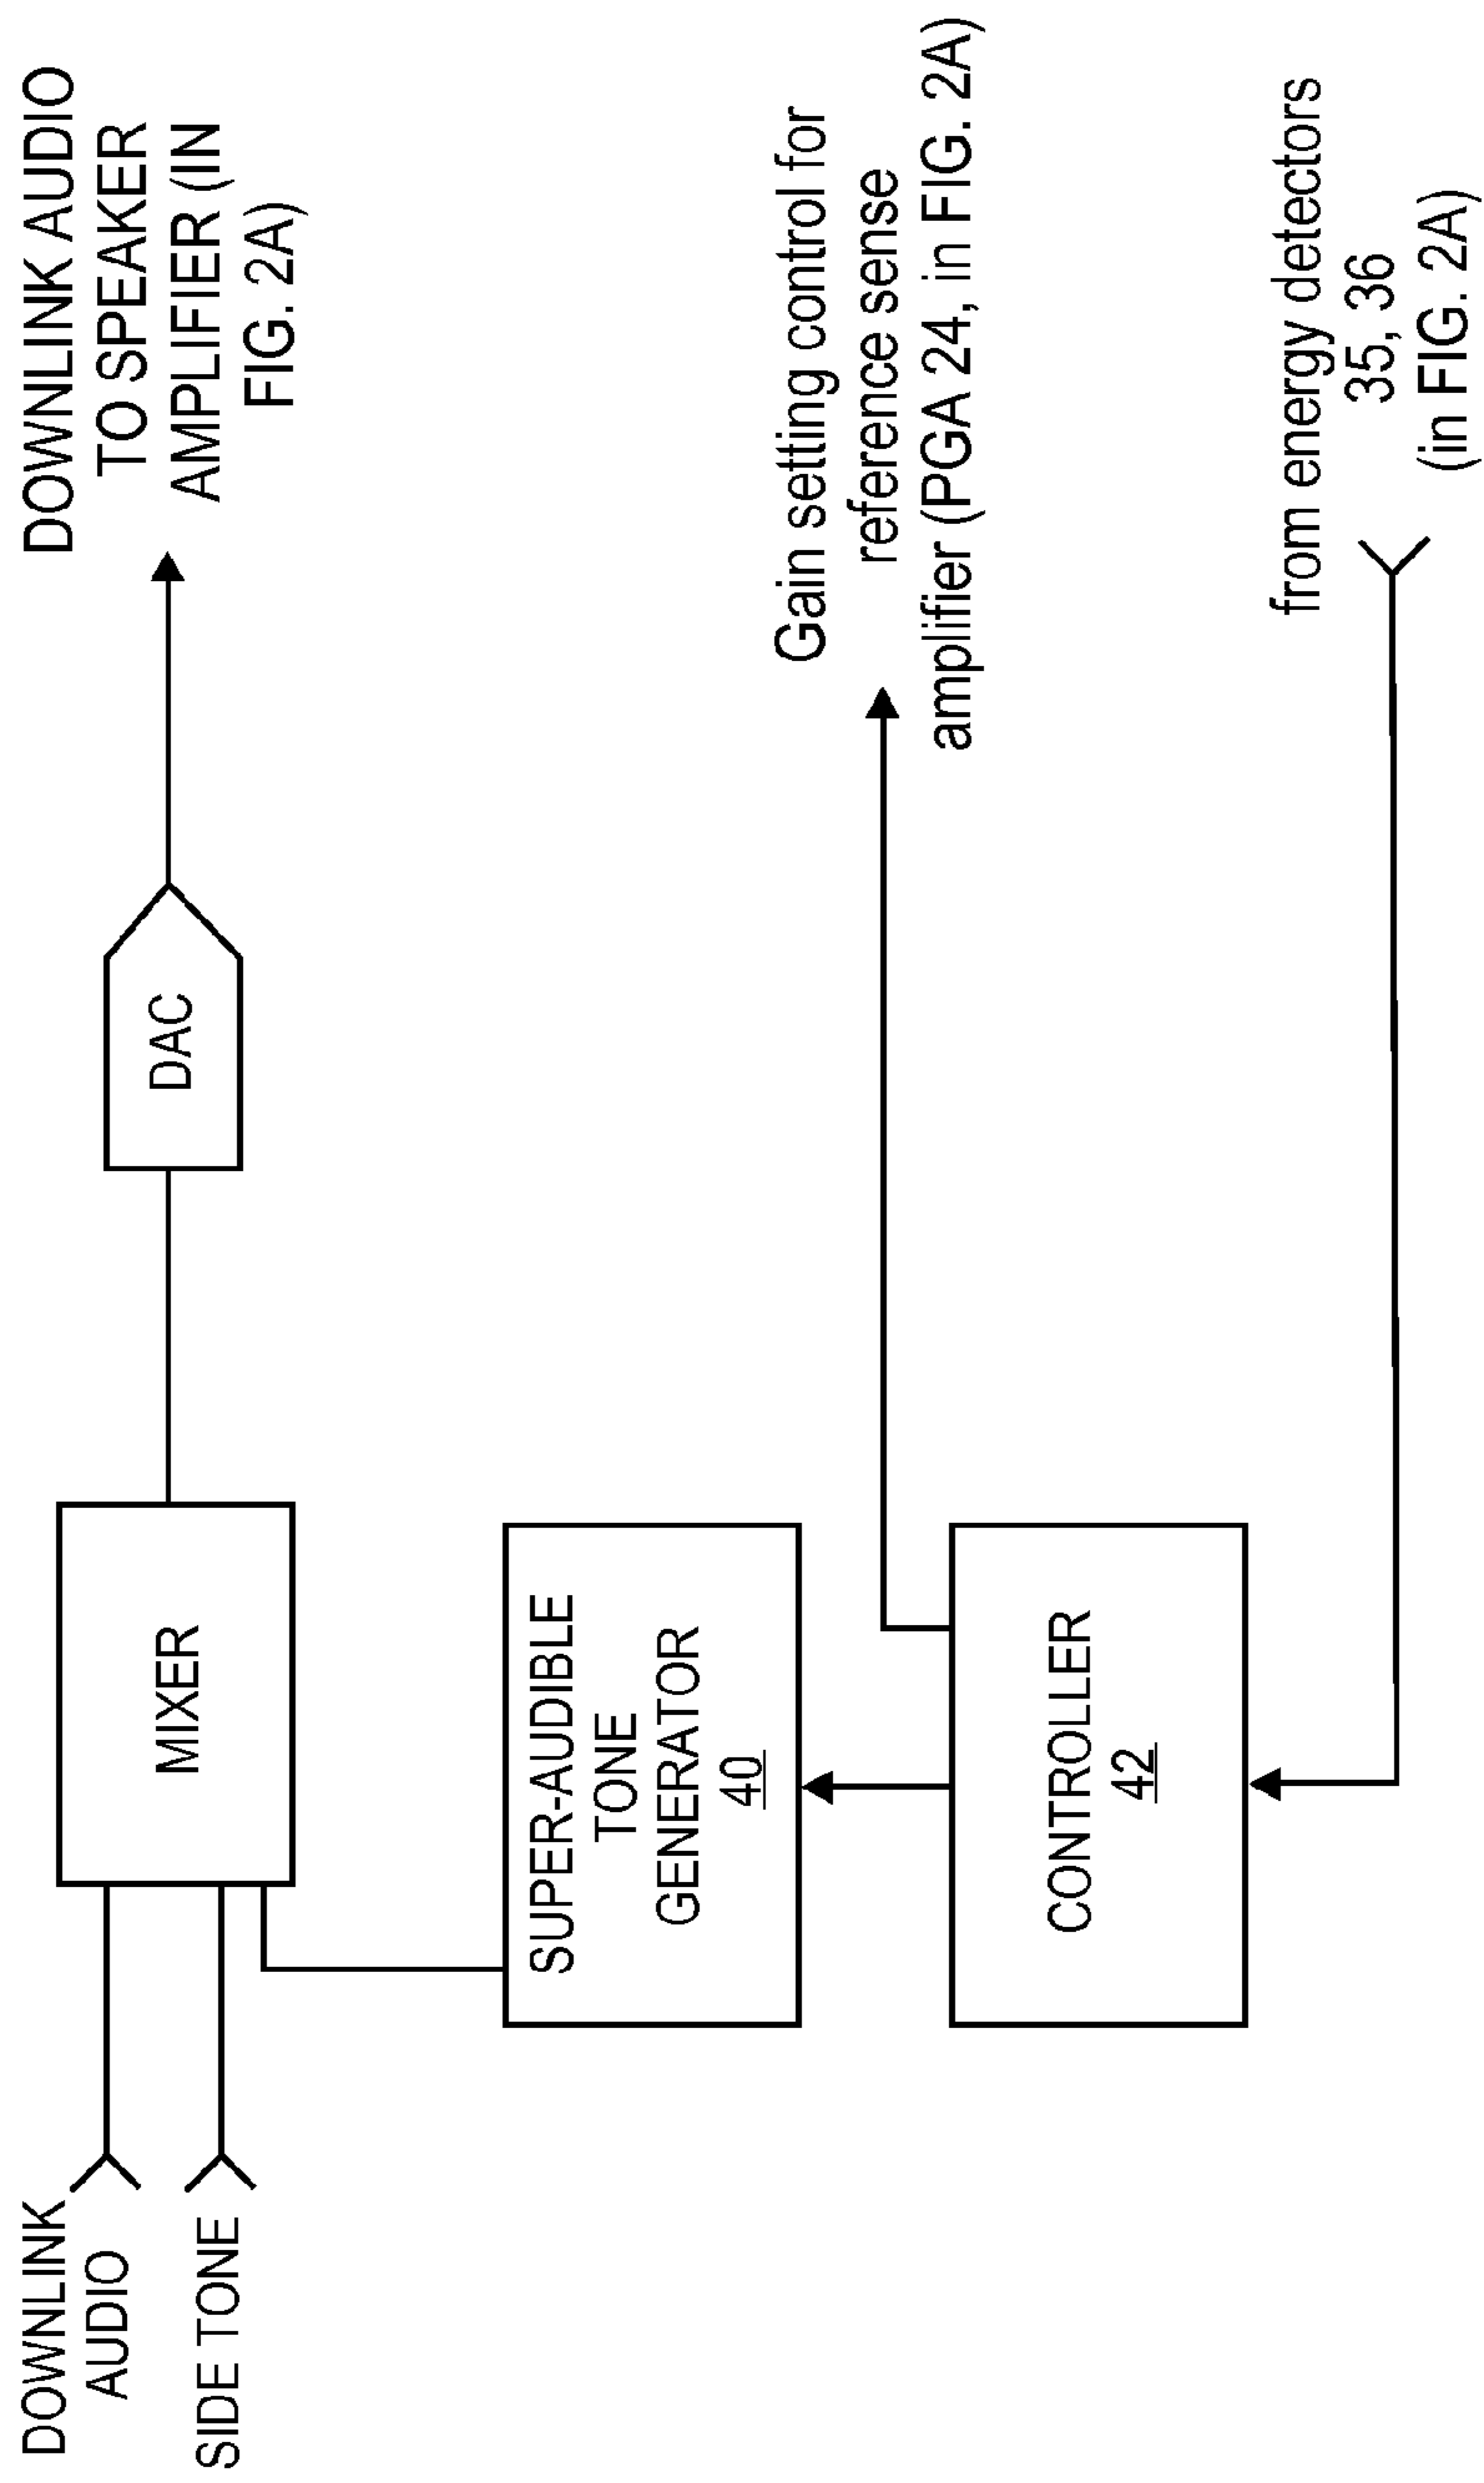 DOWNLINK
AUDIO
SIDE TONE
MIXER
DAC
DOWNLINK AUDIO
TO SPEAKER
AMPLIFIER (IN
FIG. 2A)
SUPER-AUDIBLE
TONE
GENERATOR
40
Gain setting control for
reference sense
amplifier (PGA 24, in FIG. 2A)
CONTROLLER
42
from energy detectors
35, 36
(in FIG. 2A)